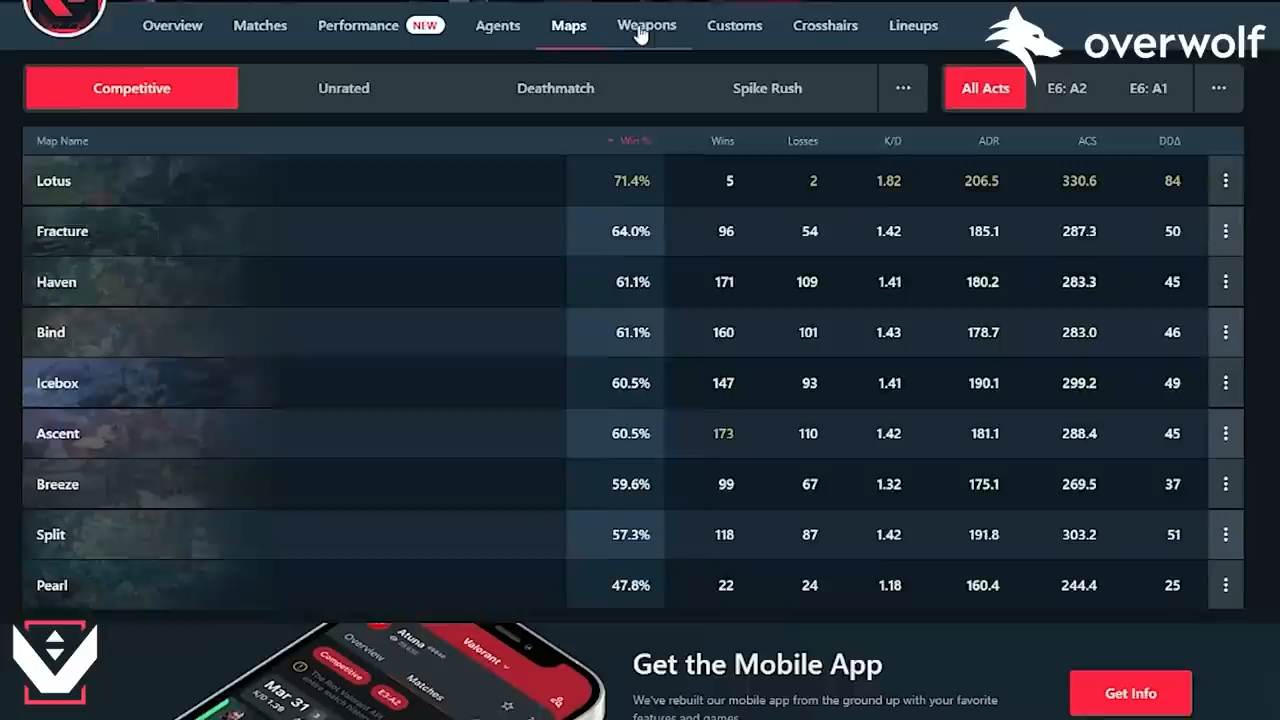 Overview Matches Performance NEW Agents Maps Weapons Customs Crosshairs Lineups
overwolf
Competitive Unrated Deathmatch Spike Rush ... All Acts E6: A2 E6: A1 ...
Map Name Win % Wins Losses K/D ADR ACS DDΔ
Lotus 71.4% 5 2 1.82 206.5 330.6 84
Fracture 64.0% 96 54 1.42 185.1 287.3 50
Haven 61.1% 171 109 1.41 180.2 283.3 45
Bind 61.1% 160 101 1.43 178.7 283.0 46
Icebox 60.5% 147 93 1.41 190.1 299.2 49
Ascent 60.5% 173 110 1.42 181.1 288.4 45
Breeze 59.6% 99 67 1.32 175.1 269.5 37
Split 57.3% 118 87 1.42 191.8 303.2 51
Pearl 47.8% 22 24 1.18 160.4 244.4 25
Atuna
Valorant
Overview
Matches
Competitive
E3:A2
Mar 31
K/D 1.39
Get the Mobile App
We've rebuilt our mobile app from the ground up with your favorite
features and games.
Get Info